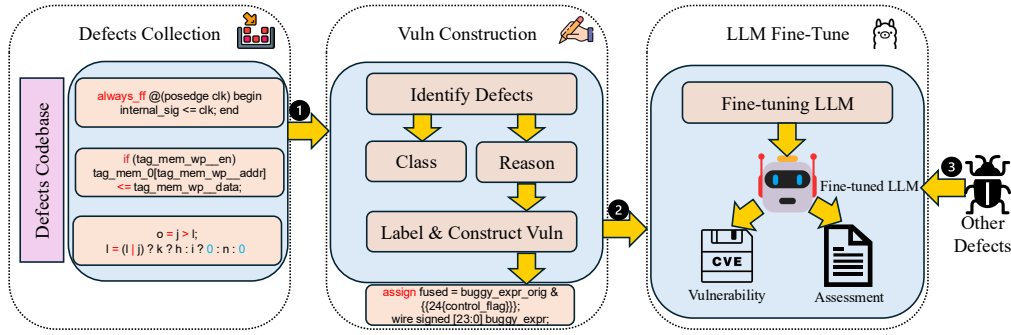 Defects Collection
Defects Codebase
always_ff @(posedge clk) begin
internal_sig <= clk; end
if (tag_mem_wp__en)
tag_mem_0[tag_mem_wp__addr]
<= tag_mem_wp__data;
o = j > l;
l = (l | j) ? k ? h : i ? 0 : n : 0
1
Vuln Construction
Identify Defects
Class
Reason
Label & Construct Vuln
assign fused = buggy_expr_orig &
{{24{control_flag}}};
wire signed [23:0] buggy_expr;
2
LLM Fine-Tune
Fine-tuning LLM
Fine-tuned LLM
CVE
Vulnerability
Assessment
3
Other
Defects